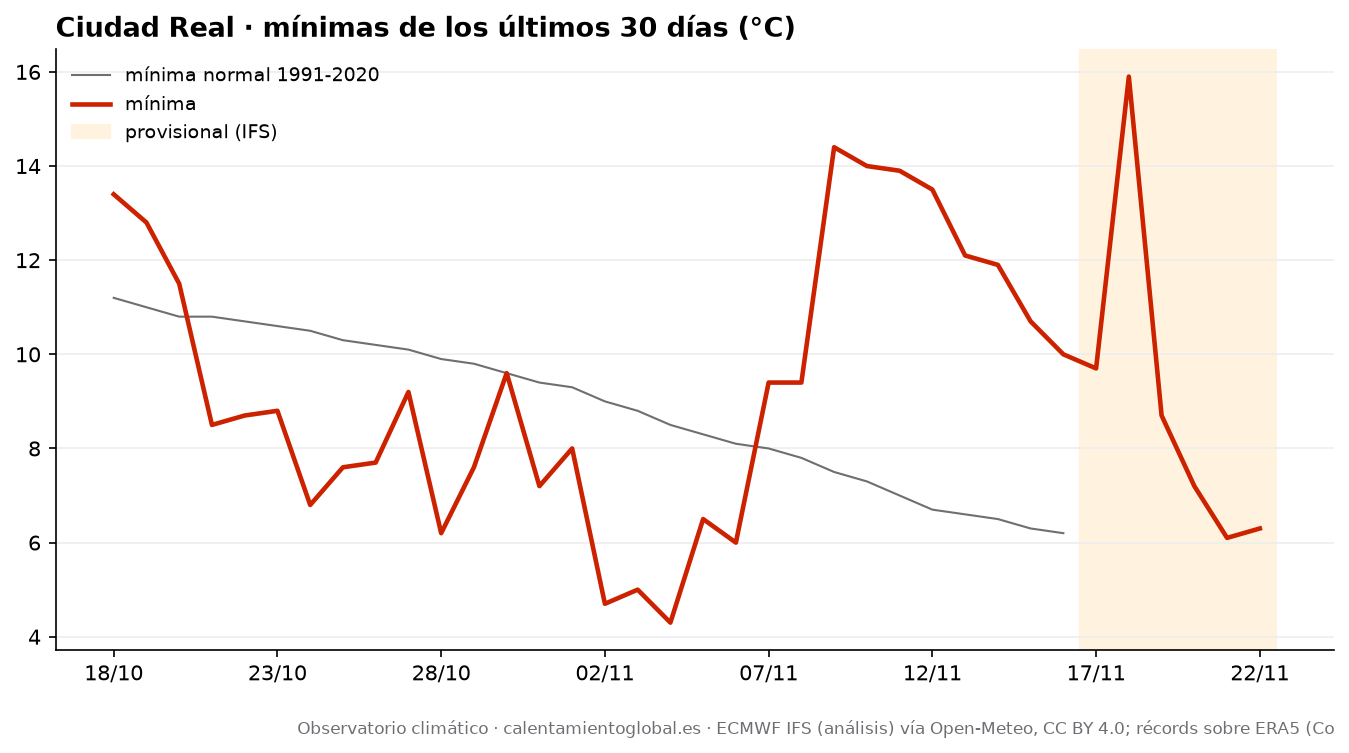 Ciudad Real · mínimas de los últimos 30 días (°C)
mínima normal 1991-2020
mínima
provisional (IFS)
16
14
12
10
8
6
4
18/10 23/10 28/10 02/11 07/11 12/11 17/11 22/11
Observatorio climático · calentamientoglobal.es · ECMWF IFS (análisis) vía Open-Meteo, CC BY 4.0; récords sobre ERA5 (Co